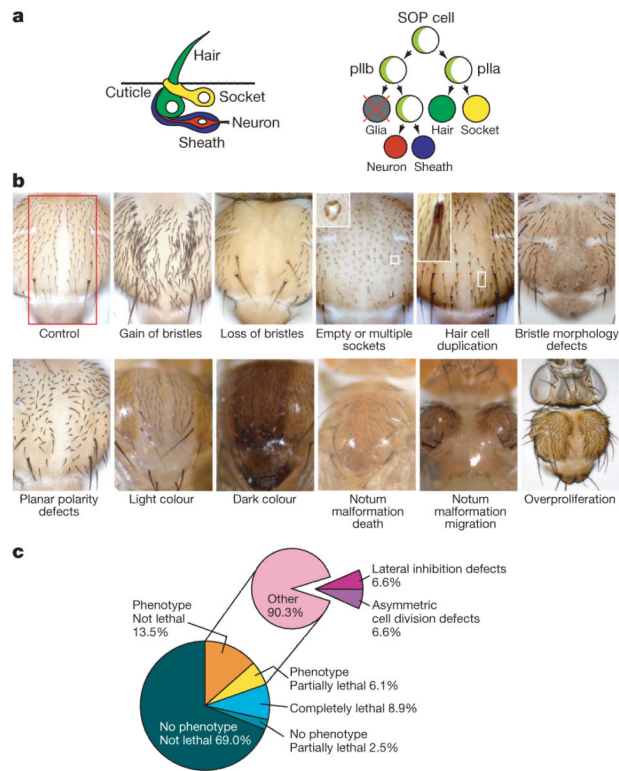 a
Hair
Cuticle
Socket
Neuron
Sheath
SOP cell
pIIb
pIIa
Glia
Hair
Socket
Neuron
Sheath
b
Control
Gain of bristles
Loss of bristles
Empty or multiple
sockets
Hair cell
duplication
Bristle morphology
defects
Planar polarity
defects
Light colour
Dark colour
Notum
malformation
death
Notum
malformation
migration
Overproliferation
c
Other
90.3%
Lateral inhibition defects
6.6%
Asymmetric
cell division defects
6.6%
Phenotype
Not lethal
13.5%
Phenotype
Partially lethal 6.1%
Completely lethal 8.9%
No phenotype
Partially lethal 2.5%
No phenotype
Not lethal 69.0%